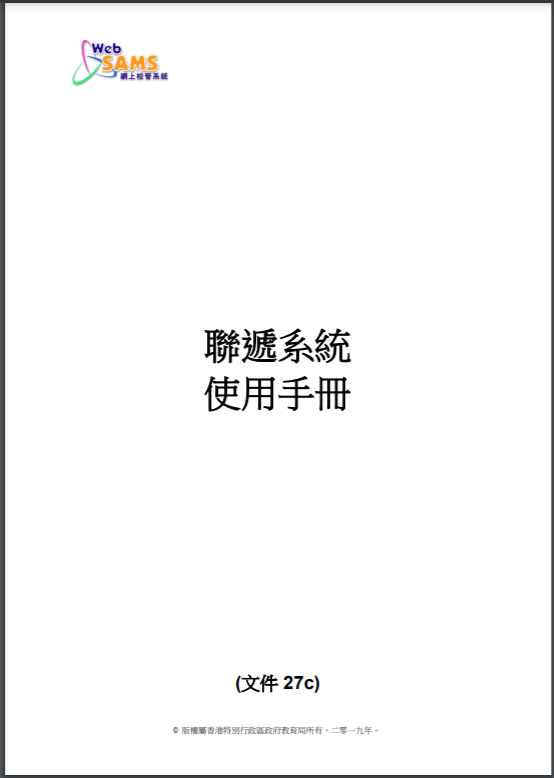 Web
SAMS
網上校管系統
聯遞系統
使用手冊
(文件 27c)
© 版權屬香港特別行政區政府教育局所有，二零一九年。